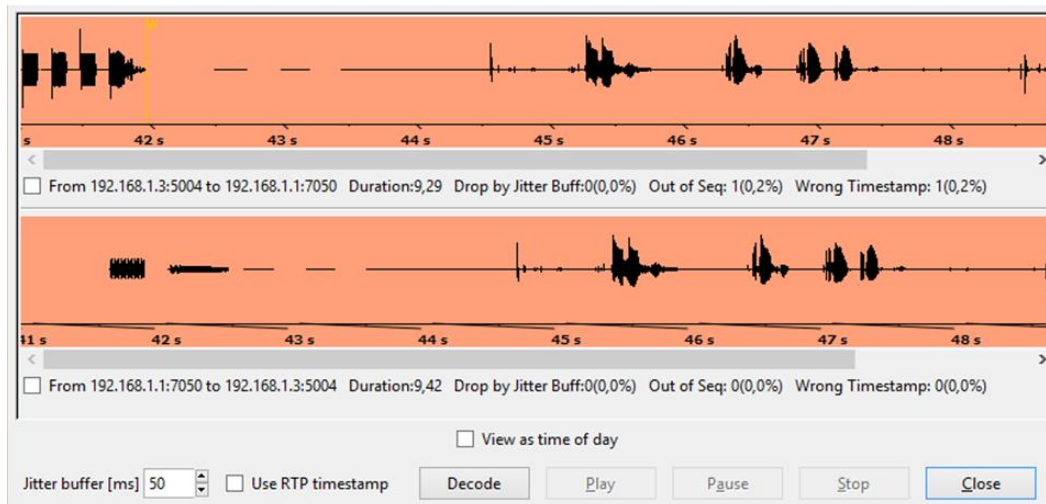 s 42 s 43 s 44 s 45 s 46 s 47 s 48 s
From 192.168.1.3:5004 to 192.168.1.1:7050 Duration:9,29 Drop by Jitter Buff:0(0,0%) Out of Seq: 1(0,2%) Wrong Timestamp: 1(0,2%)
41 s 42 s 43 s 44 s 45 s 46 s 47 s 48 s
From 192.168.1.1:7050 to 192.168.1.3:5004 Duration:9,42 Drop by Jitter Buff:0(0,0%) Out of Seq: 0(0,0%) Wrong Timestamp: 0(0,0%)
View as time of day
Jitter buffer [ms] 50 Use RTP timestamp Decode Play Pause Stop Close